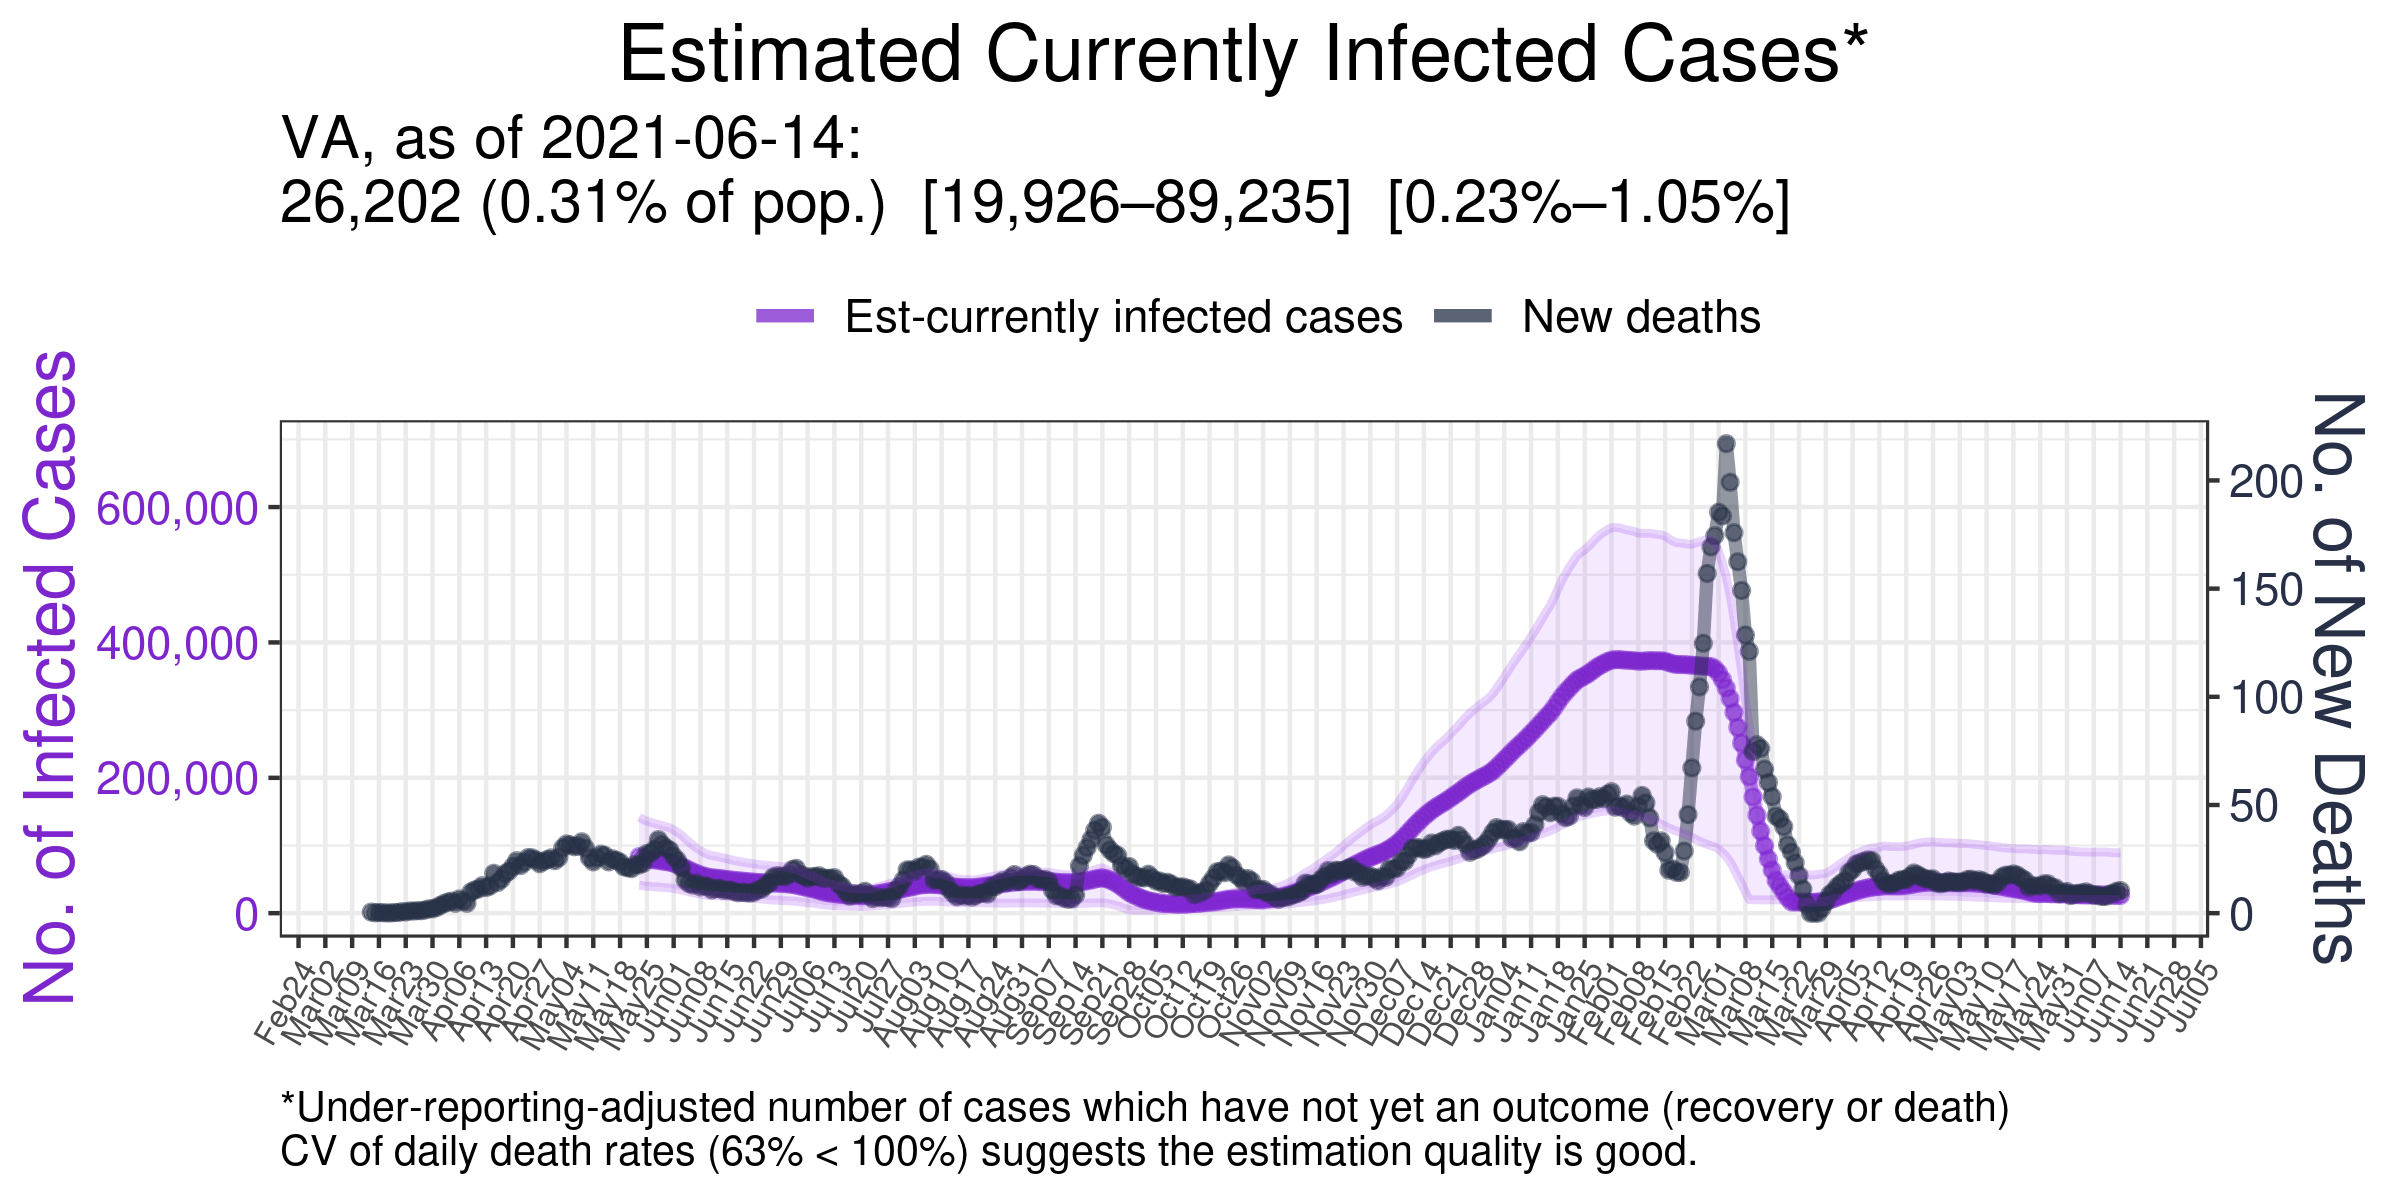 Estimated Currently Infected Cases*
VA, as of 2021-06-14:
26,202 (0.31% of pop.) [19,926–89,235] [0.23%–1.05%]
Est-currently infected cases
New deaths
No. of Infected Cases
600,000
400,000
200,000
0
No. of New Deaths
200
150
100
50
0
Feb24
Mar02
Mar09
Mar16
Mar23
Mar30
Apr06
Apr13
Apr20
Apr27
May04
May11
May18
May25
Jun01
Jun08
Jun15
Jun22
Jun29
Jul06
Jul13
Jul20
Jul27
Aug03
Aug10
Aug17
Aug24
Aug31
Sep07
Sep14
Sep21
Sep28
Oct05
Oct12
Oct19
Oct26
Nov02
Nov09
Nov16
Nov23
Nov30
Dec07
Dec14
Dec21
Dec28
Jan04
Jan11
Jan18
Jan25
Feb01
Feb08
Feb15
Feb22
Mar01
Mar08
Mar15
Mar22
Mar29
Apr05
Apr12
Apr19
Apr26
May03
May10
May17
May24
May31
Jun07
Jun14
Jun21
Jun28
Jul05
*Under-reporting-adjusted number of cases which have not yet an outcome (recovery or death)
CV of daily death rates (63% < 100%) suggests the estimation quality is good.